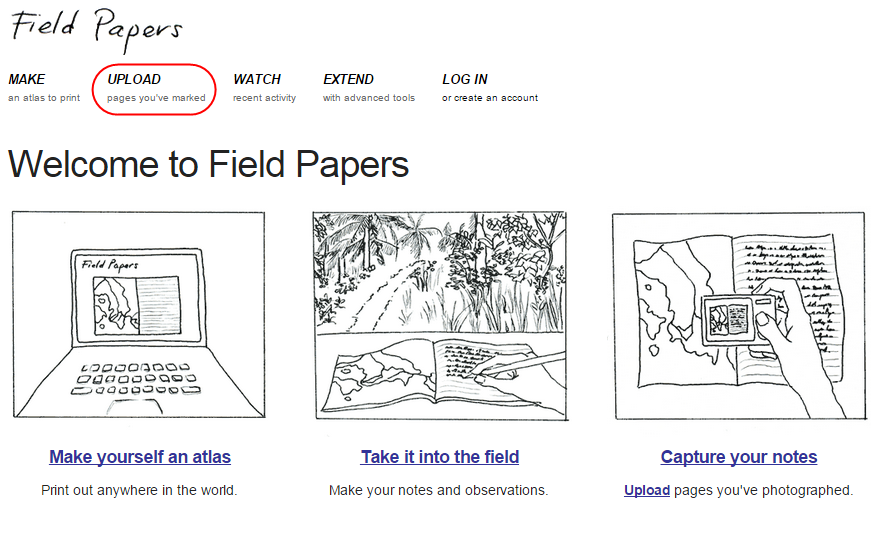 Field Papers
MAKE UPLOAD WATCH EXTEND LOG IN
an atlas to print pages you've marked recent activity with advanced tools or create an account
Welcome to Field Papers
Field Papers
Make yourself an atlas Take it into the field Capture your notes
Print out anywhere in the world. Make your notes and observations. Upload pages you've photographed.